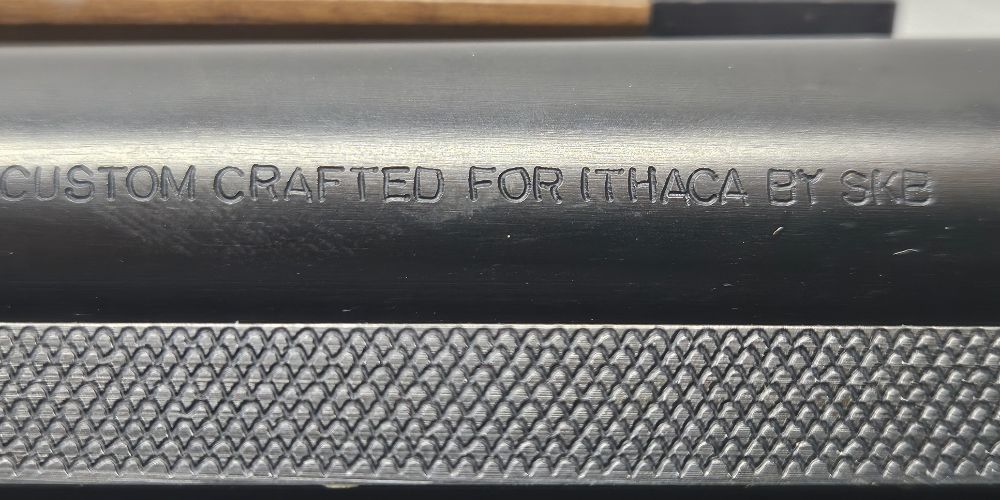 CUSTOM CRAFTED FOR ITHACA BY SKB